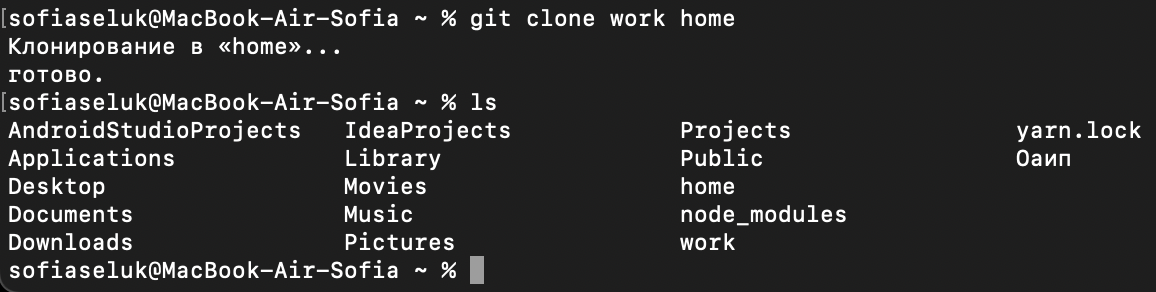 [sofiaseluk@MacBook-Air-Sofia ~ % git clone work home
Клонирование в «home»...
готово.
[sofiaseluk@MacBook-Air-Sofia ~ % ls
AndroidStudioProjects IdeaProjects Projects yarn.lock
Applications Library Public Оаип
Desktop Movies home
Documents Music node_modules
Downloads Pictures work
sofiaseluk@MacBook-Air-Sofia ~ %